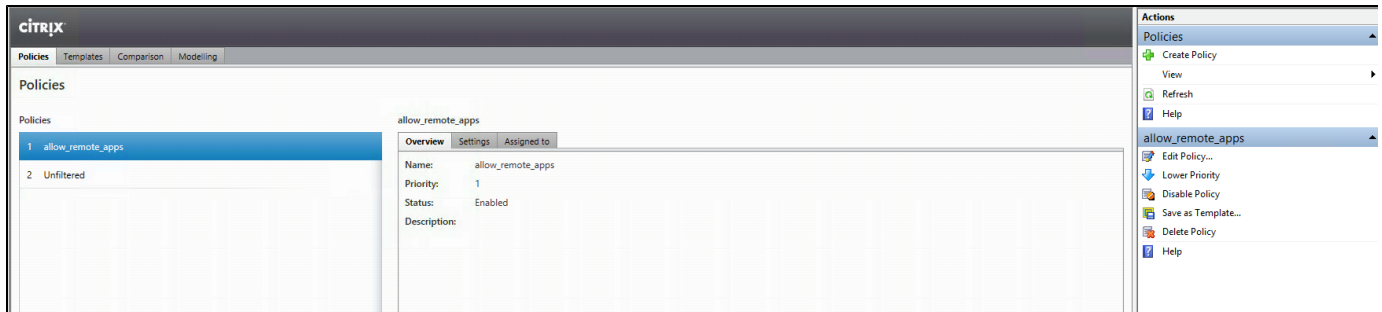 CİTRIX
Policies Templates Comparison Modelling
Policies
Policies
1 allow_remote_apps
2 Unfiltered
allow_remote_apps
Overview Settings Assigned to
Name: allow_remote_apps
Priority: 1
Status: Enabled
Description:
Actions
Policies
Create Policy
View
Refresh
Help
allow_remote_apps
Edit Policy...
Lower Priority
Disable Policy
Save as Template...
Delete Policy
Help